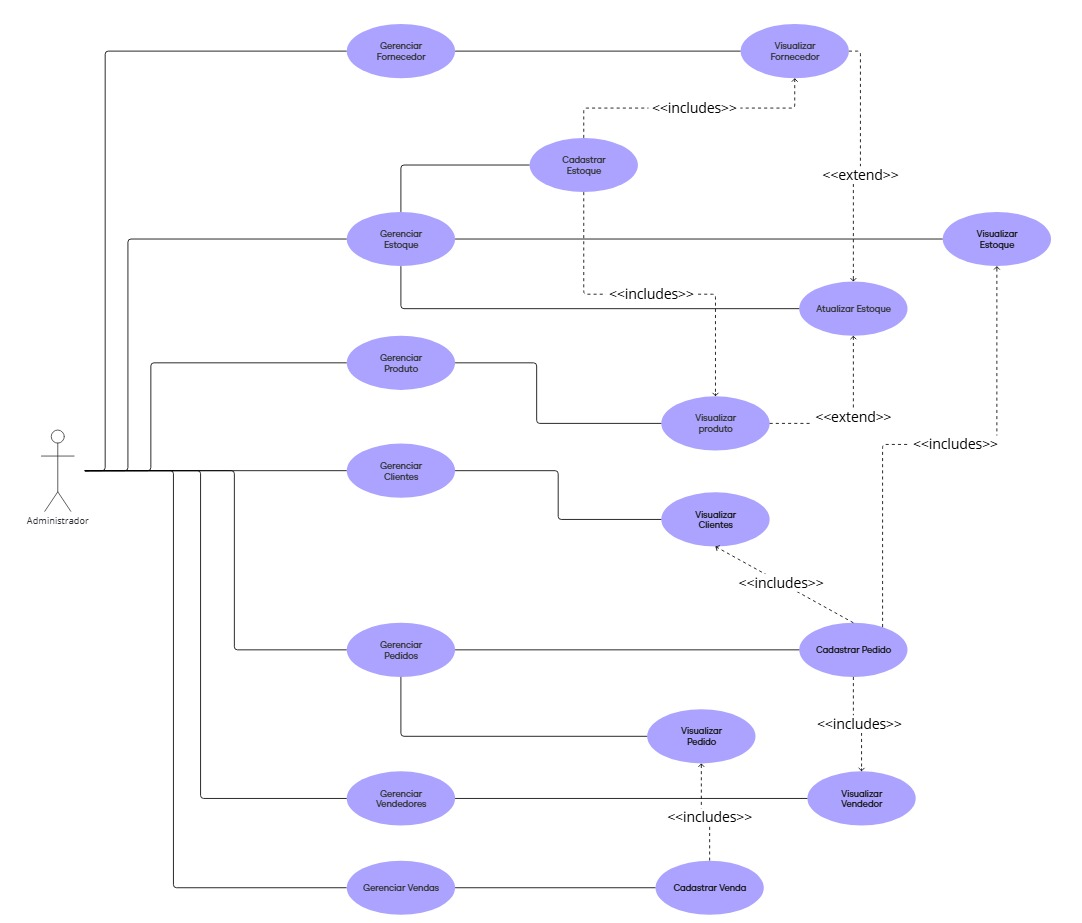 Gerenciar
Fornecedor
Visualizar
Fornecedor
<<includes>>
Cadastrar
Estoque
<<extend>>
Gerenciar
Estoque
Visualizar
Estoque
<<includes>>
Atualizar Estoque
Gerenciar
Produto
Visualizar
produto
<<extend>>
<<includes>>
Gerenciar
Clientes
Administrador
Visualizar
Clientes
<<includes>>
Gerenciar
Pedidos
Cadastrar Pedido
<<includes>>
Visualizar
Pedido
Gerenciar
Vendedores
Visualizar
Vendedor
<<includes>>
Gerenciar Vendas
Cadastrar Venda